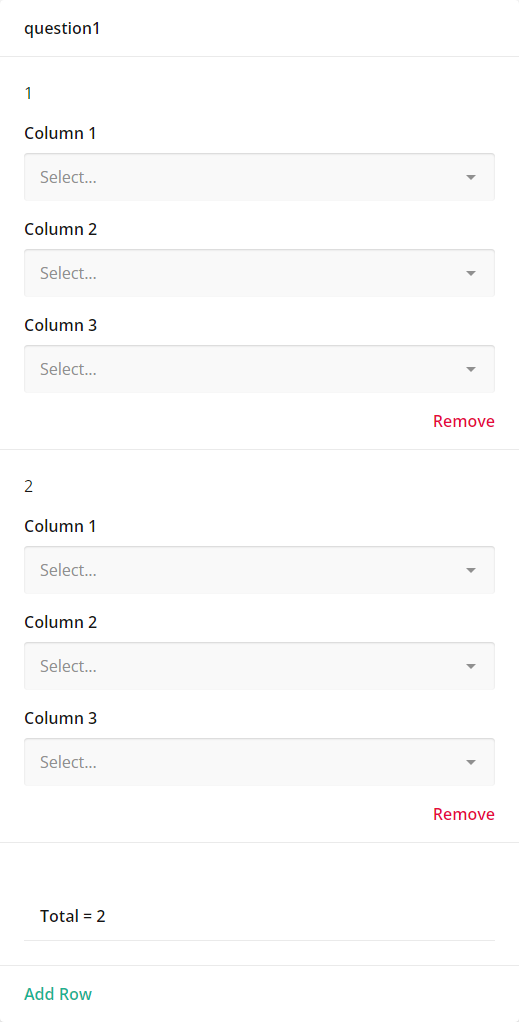 question1
1
Column 1
Select...
Column 2
Select...
Column 3
Select...
Remove
2
Column 1
Select...
Column 2
Select...
Column 3
Select...
Remove
Total = 2
Add Row